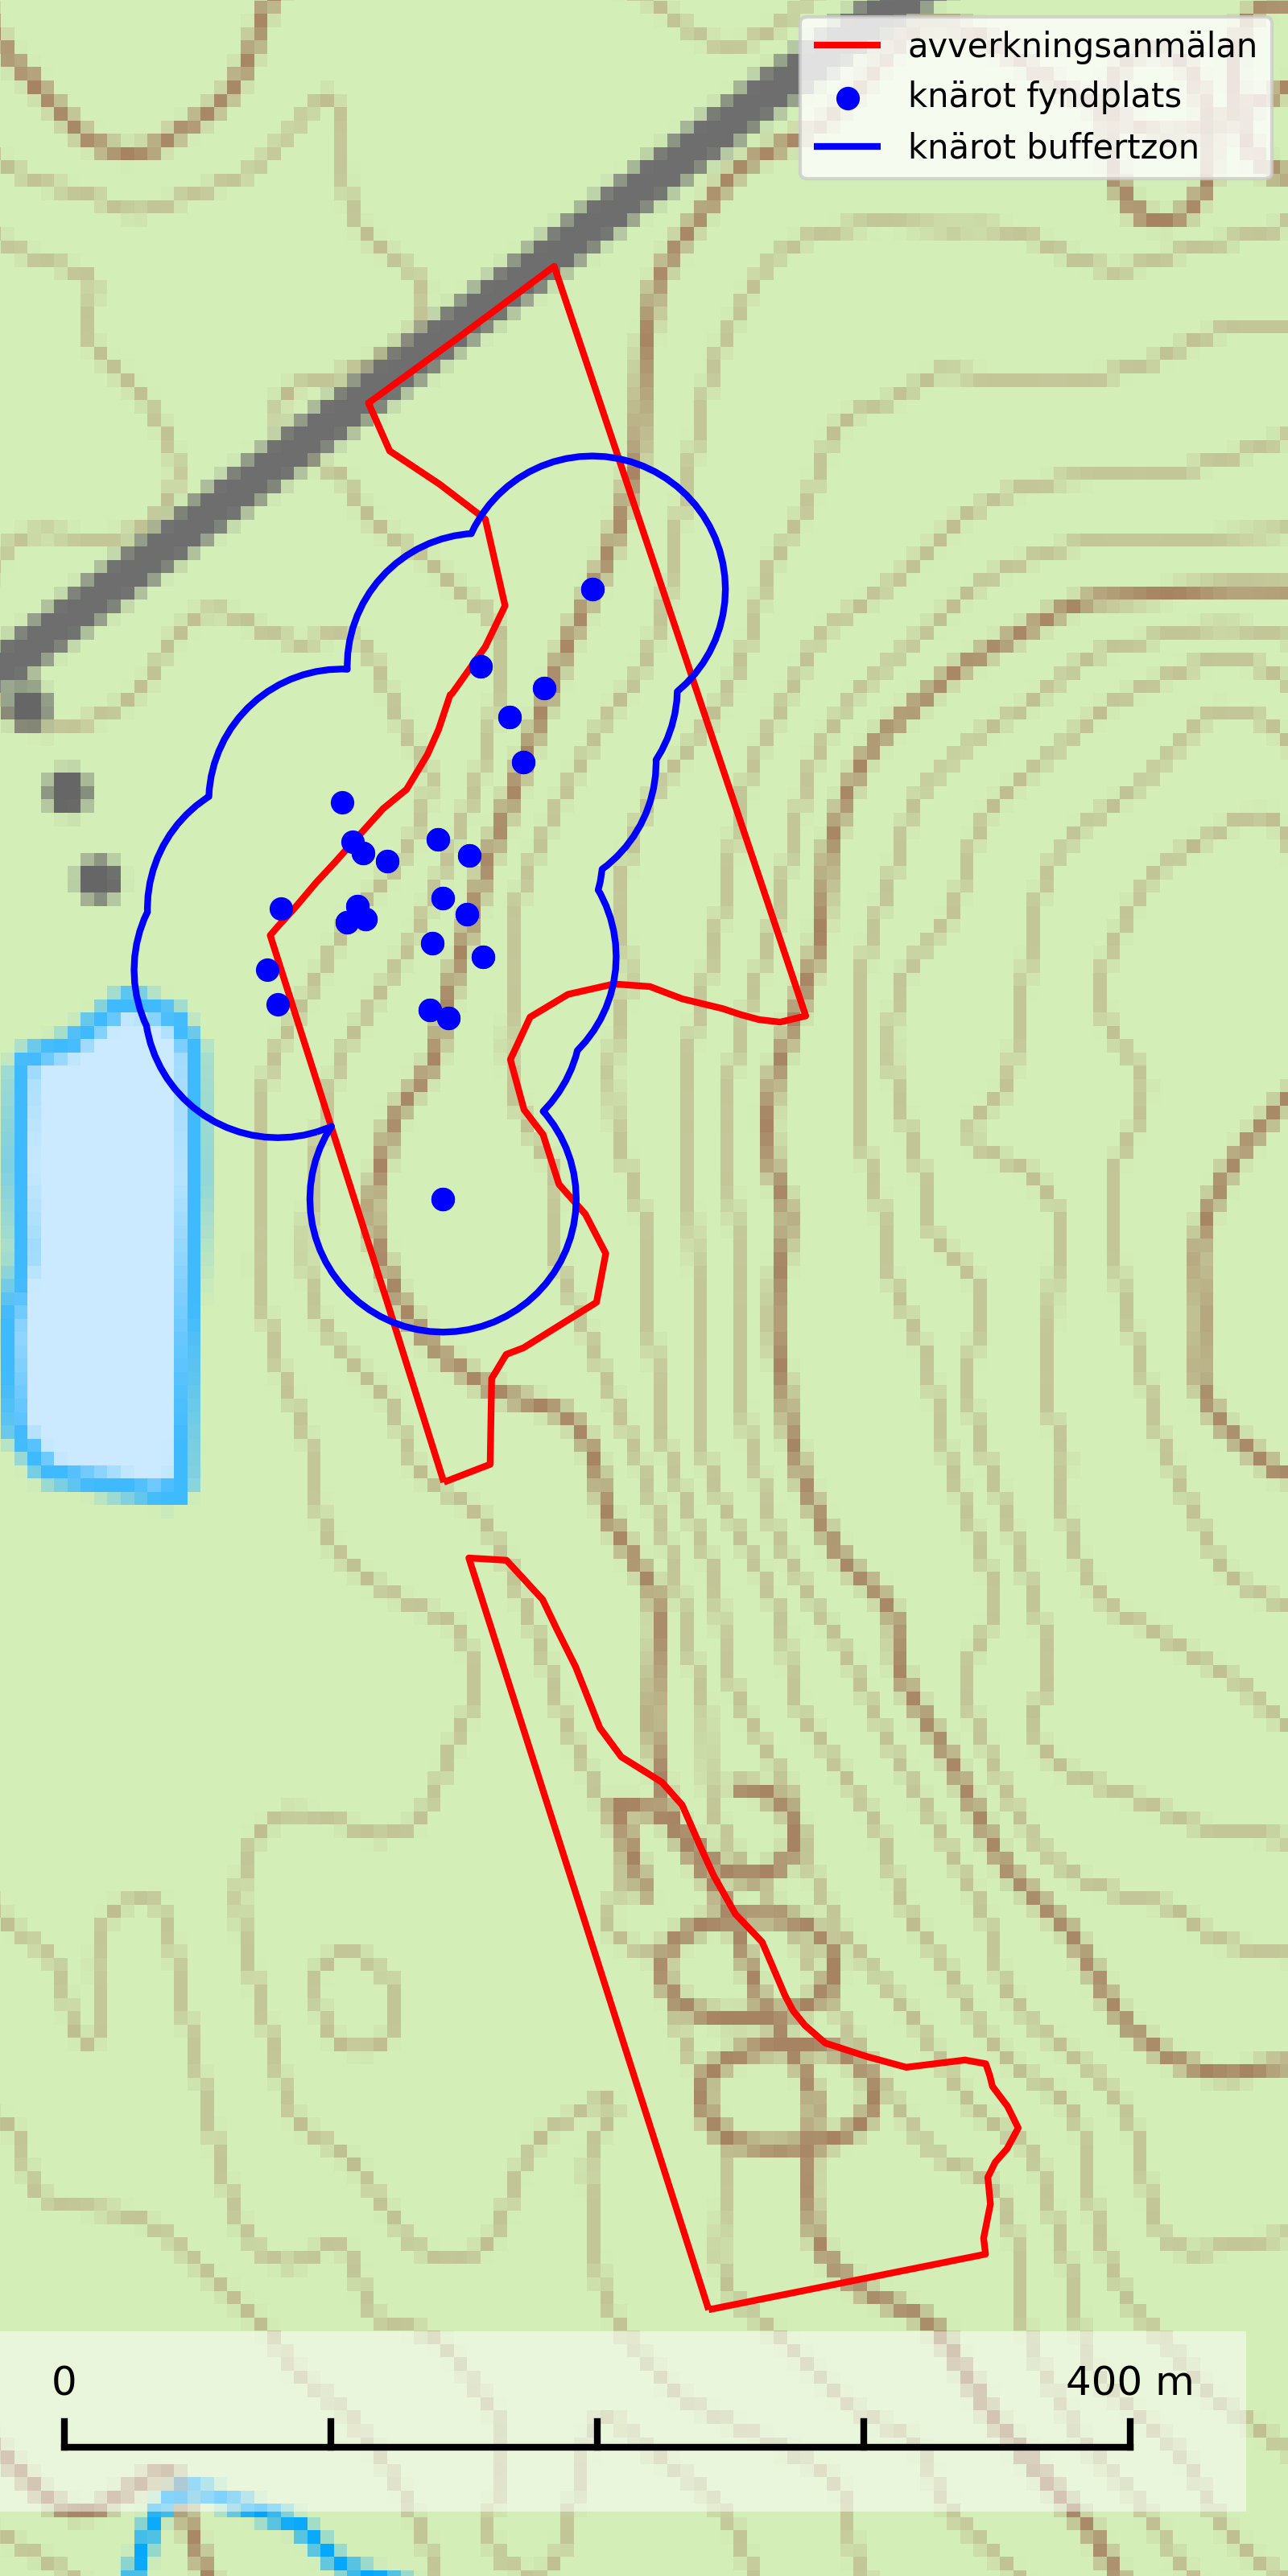 avverkningsanmälan
knärot fyndplats
knärot buffertzon
0 400 m